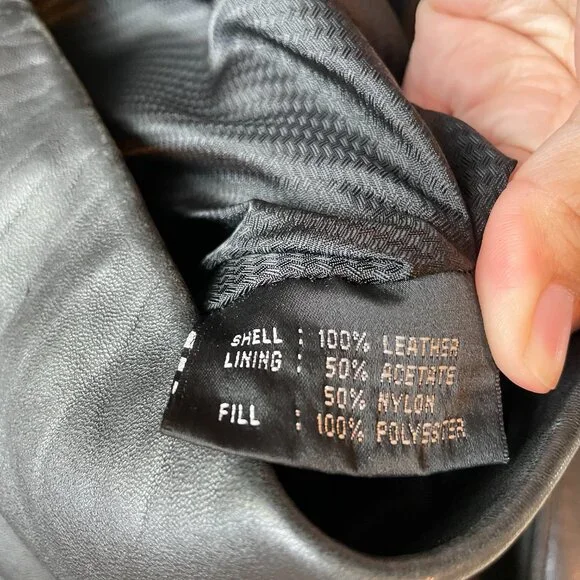 SHELL : 100% LEATHER
LINING : 50% ACETATE
50% NYLON
FILL : 100% POLYESTER